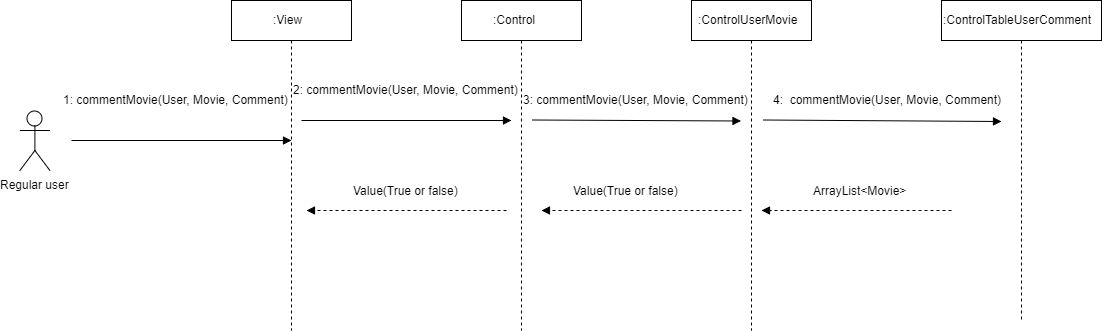 :View
:Control
:ControlUserMovie
:ControlTableUserComment
1: commentMovie(User, Movie, Comment)
2: commentMovie(User, Movie, Comment)
3: commentMovie(User, Movie, Comment)
4:  commentMovie(User, Movie, Comment)
Regular user
Value(True or false)
Value(True or false)
ArrayList<Movie>